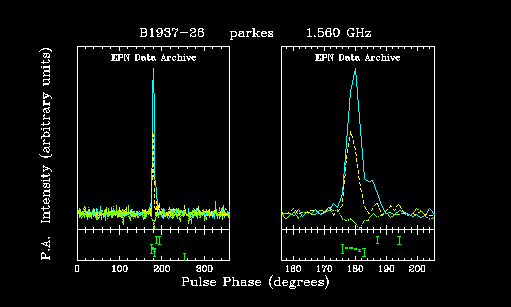 B1937-26 parkes 1.560 GHz
EPN Data Archive EPN Data Archive
P.A. Intensity (arbitrary units)
0 100 200 300 160 170 180 190 200
Pulse Phase (degrees)